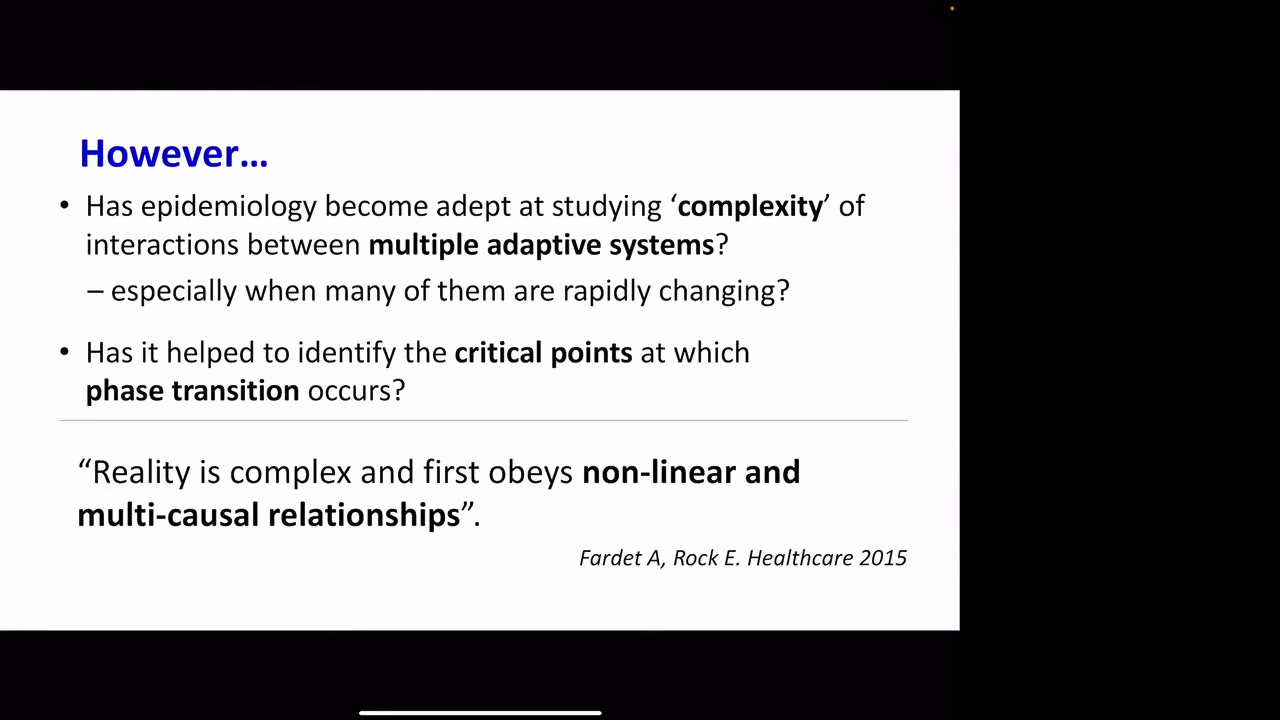 However…
• Has epidemiology become adept at studying ‘complexity’ of
interactions between multiple adaptive systems?
– especially when many of them are rapidly changing?
• Has it helped to identify the critical points at which
phase transition occurs?
“Reality is complex and first obeys non-linear and
multi-causal relationships”.
Fardet A, Rock E. Healthcare 2015